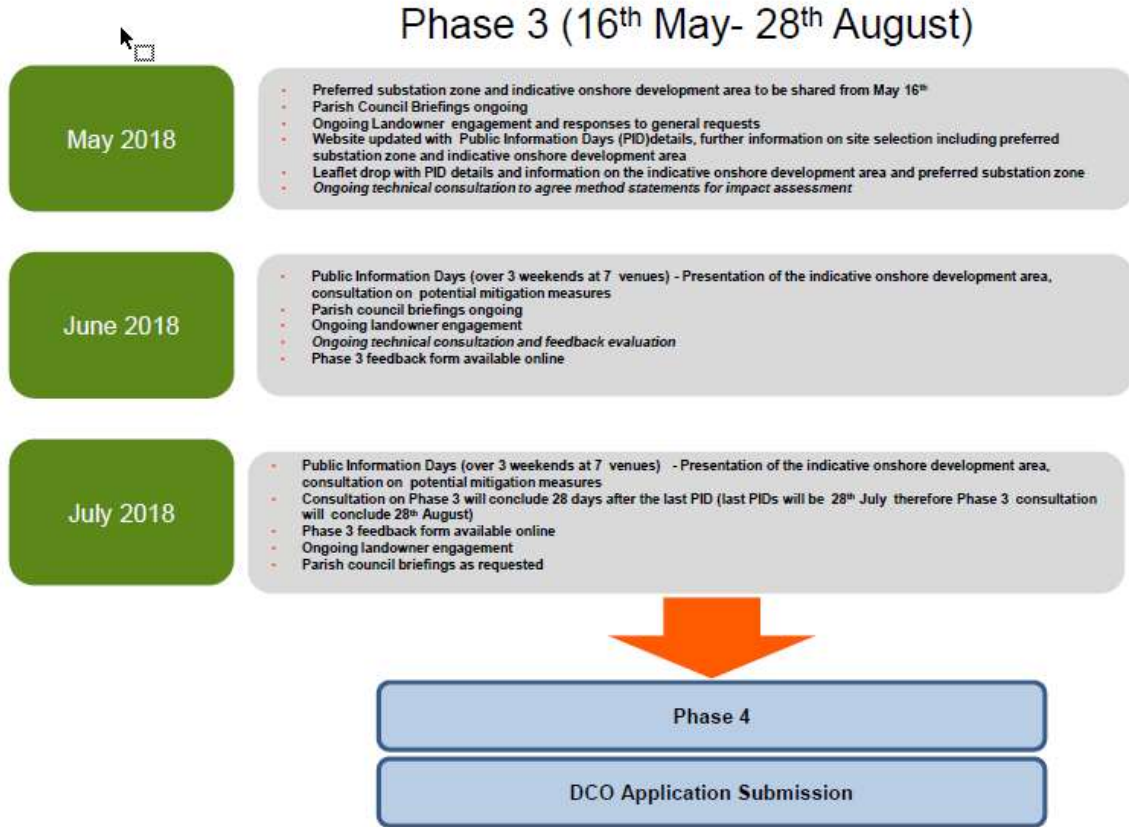 Phase 3 (16th May- 28th August)
May 2018
Preferred substation zone and indicative onshore development area to be shared from May 16th
Parish Council Briefings ongoing
Ongoing Landowner engagement and responses to general requests
Website updated with Public Information Days (PID)details, further information on site selection including preferred
substation zone and indicative onshore development area
Leaflet drop with PID details and information on the indicative onshore development area and preferred substation zone
Ongoing technical consultation to agree method statements for impact assessment
June 2018
Public Information Days (over 3 weekends at 7 venues) - Presentation of the indicative onshore development area,
consultation on potential mitigation measures
Parish council briefings ongoing
Ongoing landowner engagement
Ongoing technical consultation and feedback evaluation
Phase 3 feedback form available online
July 2018
Public Information Days (over 3 weekends at 7 venues) - Presentation of the indicative onshore development area,
consultation on potential mitigation measures
Consultation on Phase 3 will conclude 28 days after the last PID (last PIDs will be 28th July therefore Phase 3 consultation
will conclude 28th August)
Phase 3 feedback form available online
Ongoing landowner engagement
Parish council briefings as requested
Phase 4
DCO Application Submission